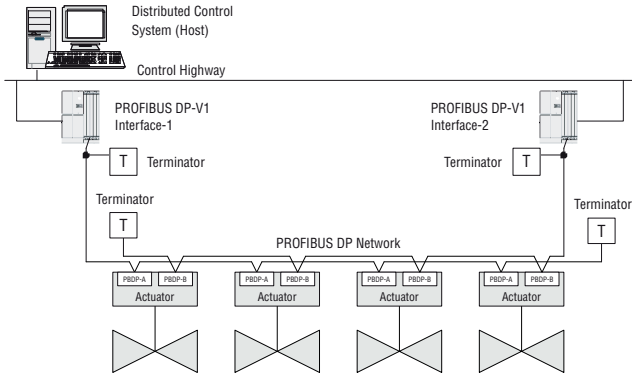 Distributed Control
System (Host)
Control Highway
PROFIBUS DP-V1
Interface-1
PROFIBUS DP-V1
Interface-2
T Terminator
Terminator T
Terminator
T
Terminator
T
PROFIBUS DP Network
PBDP-A PBDP-B PBDP-A PBDP-B PBDP-A PBDP-B PBDP-A PBDP-B
Actuator Actuator Actuator Actuator